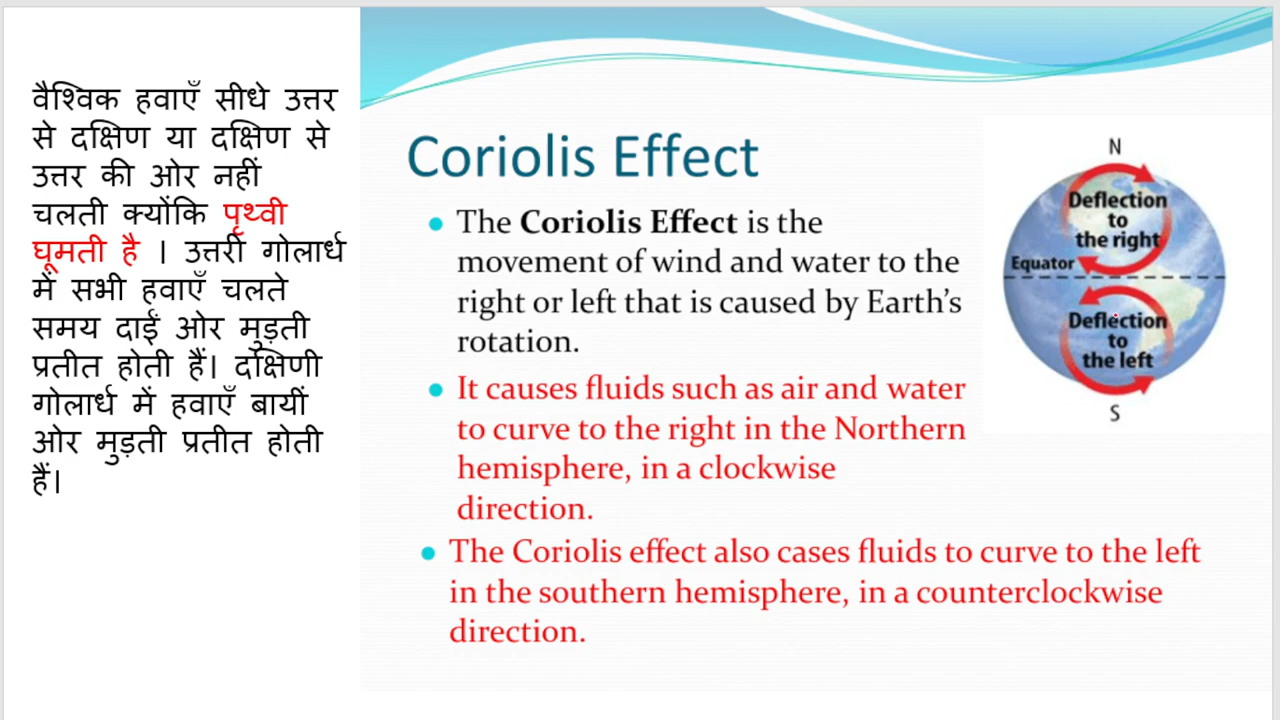 वैश्विक हवाएँ सीधे उत्तर
से दक्षिण या दक्षिण से
उत्तर की ओर नहीं
चलती क्योंकि पृथ्वी
घूमती है । उत्तरी गोलार्ध
में सभी हवाएँ चलते
समय दाईं ओर मुड़ती
प्रतीत होती हैं। दक्षिणी
गोलार्ध में हवाएँ बायीं
ओर मुड़ती प्रतीत होती
हैं।
Coriolis Effect
The Coriolis Effect is the
movement of wind and water to the
right or left that is caused by Earth's
rotation.
It causes fluids such as air and water
to curve to the right in the Northern
hemisphere, in a clockwise
direction.
The Coriolis effect also cases fluids to curve to the left
in the southern hemisphere, in a counterclockwise
direction.
N
Deflection
to
the right
Equator
Deflection
to
the left
S